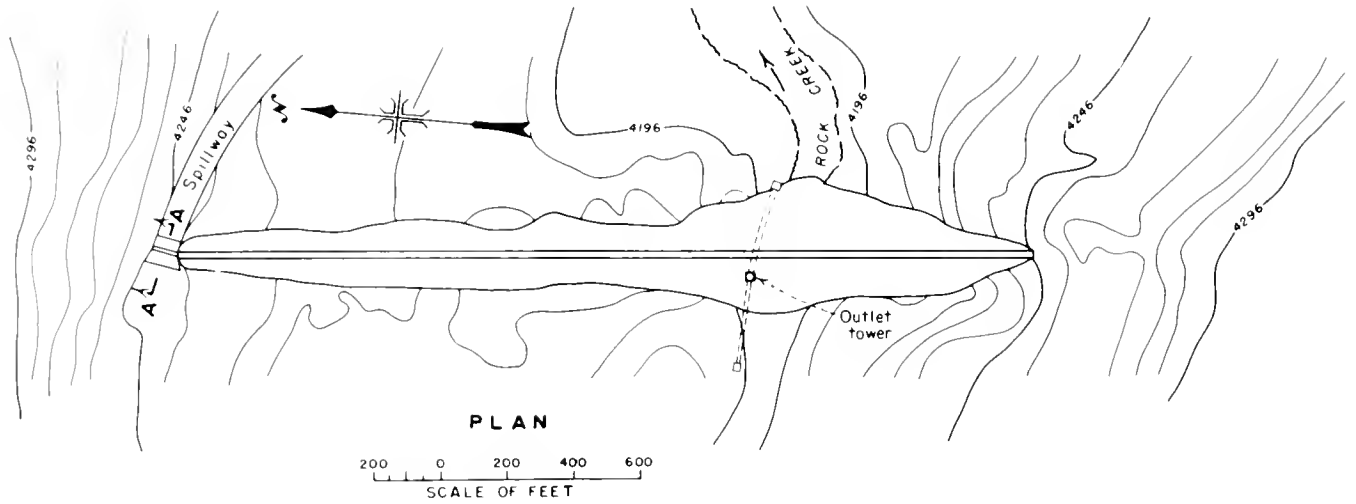 4296
4246
Spillway
N
4196
ROCK CREEK
4196
4246
4296
A
A
Outlet
tower
PLAN
200 0 200 400 600
SCALE OF FEET